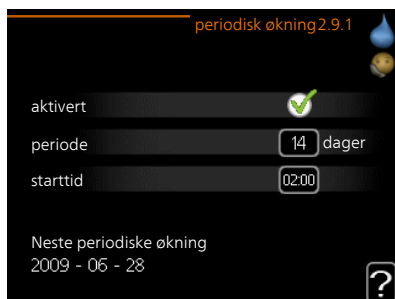 periodisk økning 2.9.1
aktivert
periode 14 dager
starttid 02:00
Neste periodiske økning
2009 - 06 - 28
?